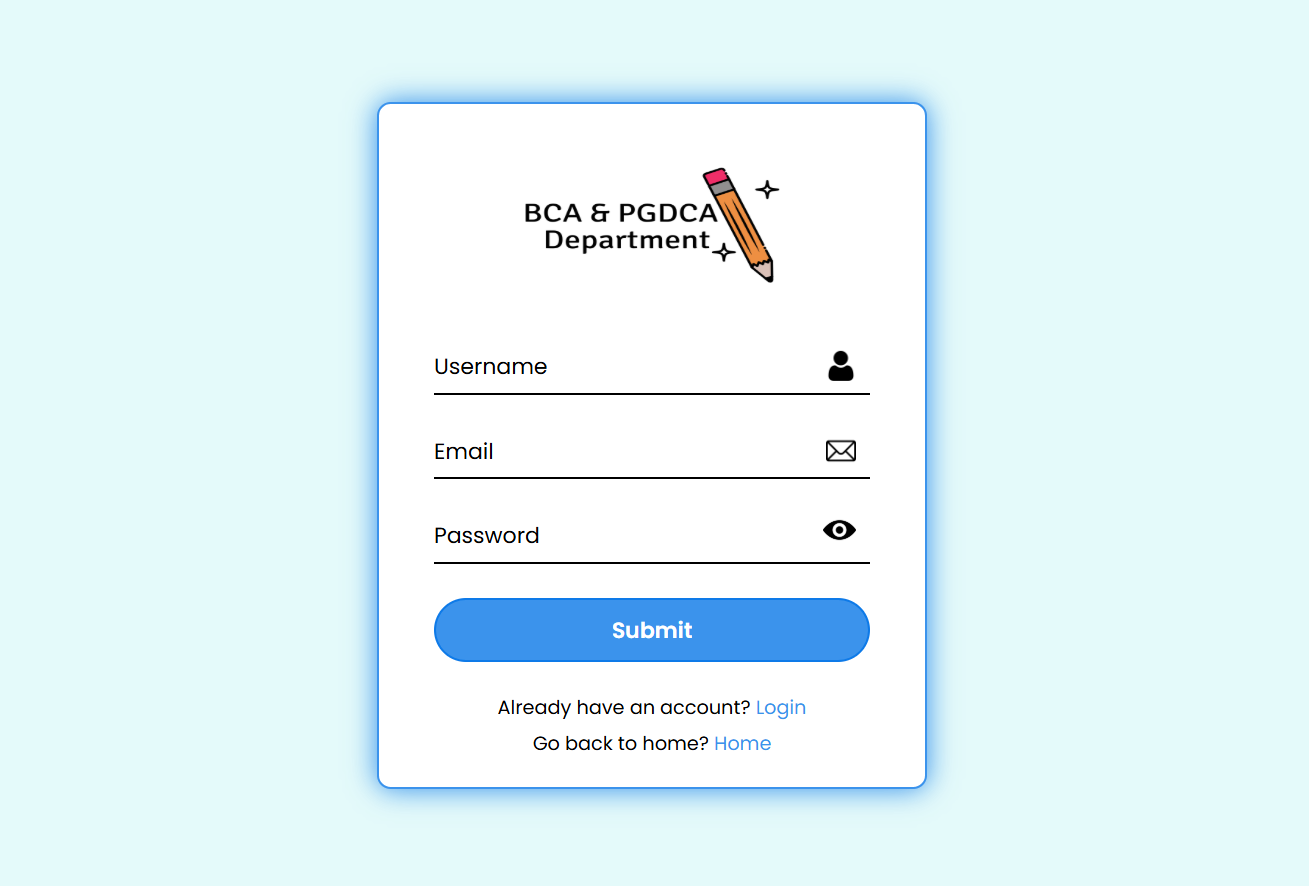 BCA & PGDCA
Department
Username
Email
Password
Submit
Already have an account? Login
Go back to home? Home